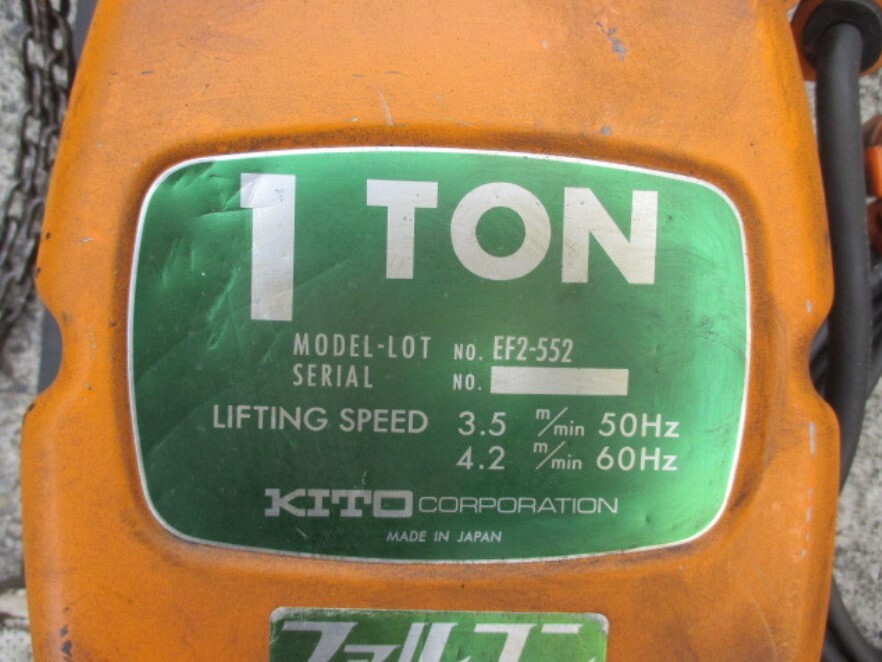 1 TON
MODEL-LOT NO. EF2-552
SERIAL NO.
LIFTING SPEED 3.5 m/min 50Hz
4.2 m/min 60Hz
KITO CORPORATION
MADE IN JAPAN